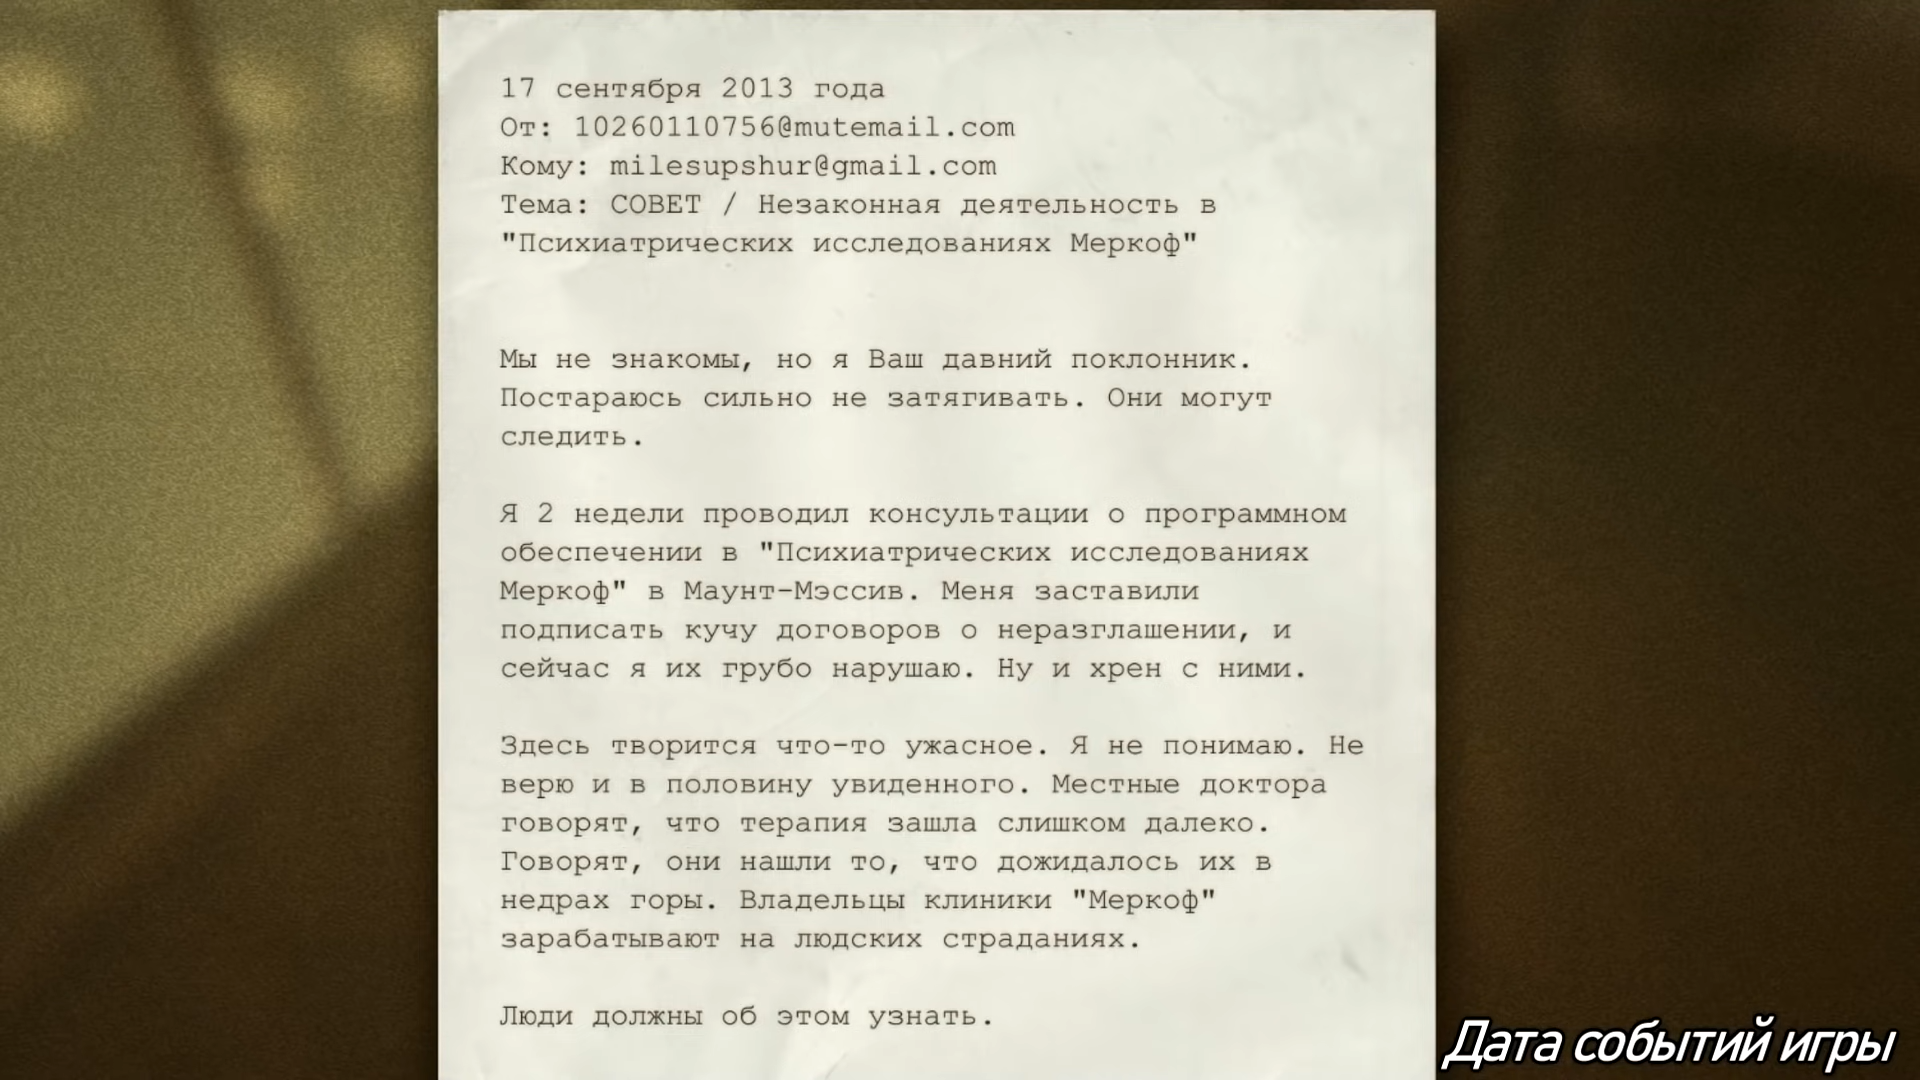 17 сентября 2013 года
От: 10260110756@mutemail.com
Кому: milesupshur@gmail.com
Тема: СОВЕТ / Незаконная деятельность в
"Психиатрических исследованиях Меркоф"
Мы не знакомы, но я Ваш давний поклонник.
Постараюсь сильно не затягивать. Они могут
следить.
Я 2 недели проводил консультации о программном
обеспечении в "Психиатрических исследованиях
Меркоф" в Маунт-Мэссив. Меня заставили
подписать кучу договоров о неразглашении, и
сейчас я их грубо нарушаю. Ну и хрен с ними.
Здесь творится что-то ужасное. Я не понимаю. Не
верю и в половину увиденного. Местные доктора
говорят, что терапия зашла слишком далеко.
Говорят, они нашли то, что дожидалось их в
недрах горы. Владельцы клиники "Меркоф"
зарабатывают на людских страданиях.
Люди должны об этом узнать.
Дата событий игры